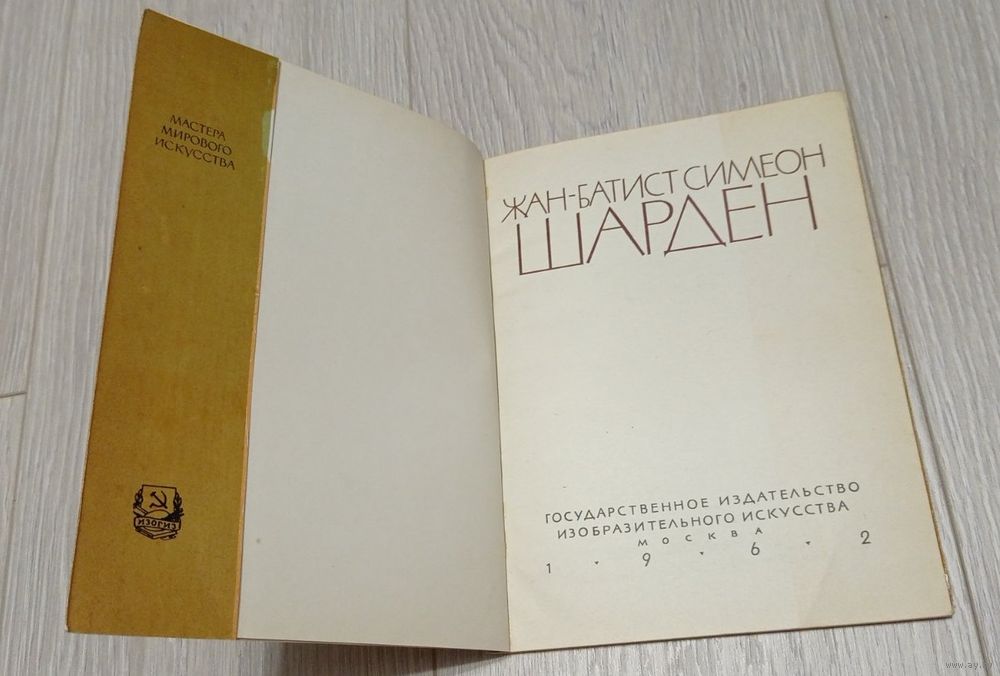 МАСТЕРА
МИРОВОГО
ИСКУССТВА
ИЗОГИЗ
ЖАН-БАТИСТ СИМЕОН
ШАРДЕН
ГОСУДАРСТВЕННОЕ ИЗДАТЕЛЬСТВО
ИЗОБРАЗИТЕЛЬНОГО ИСКУССТВА
МОСКВА
1 · 9 · 6 · 2